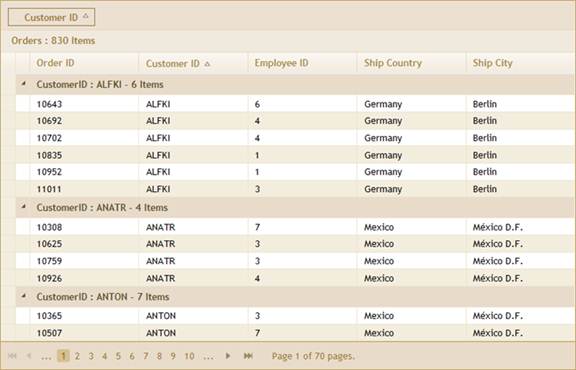 Customer ID
Orders : 830 Items
Order ID Customer ID Employee ID Ship Country Ship City
CustomerID : ALFKI - 6 Items
10643 ALFKI 6 Germany Berlin
10692 ALFKI 4 Germany Berlin
10702 ALFKI 4 Germany Berlin
10835 ALFKI 1 Germany Berlin
10952 ALFKI 1 Germany Berlin
11011 ALFKI 3 Germany Berlin
CustomerID : ANATR - 4 Items
10308 ANATR 7 Mexico México D.F.
10625 ANATR 3 Mexico México D.F.
10759 ANATR 3 Mexico México D.F.
10926 ANATR 4 Mexico México D.F.
CustomerID : ANTON - 7 Items
10365 ANTON 3 Mexico México D.F.
10507 ANTON 7 Mexico México D.F.
... 1 2 3 4 5 6 7 8 9 10 ... Page 1 of 70 pages.